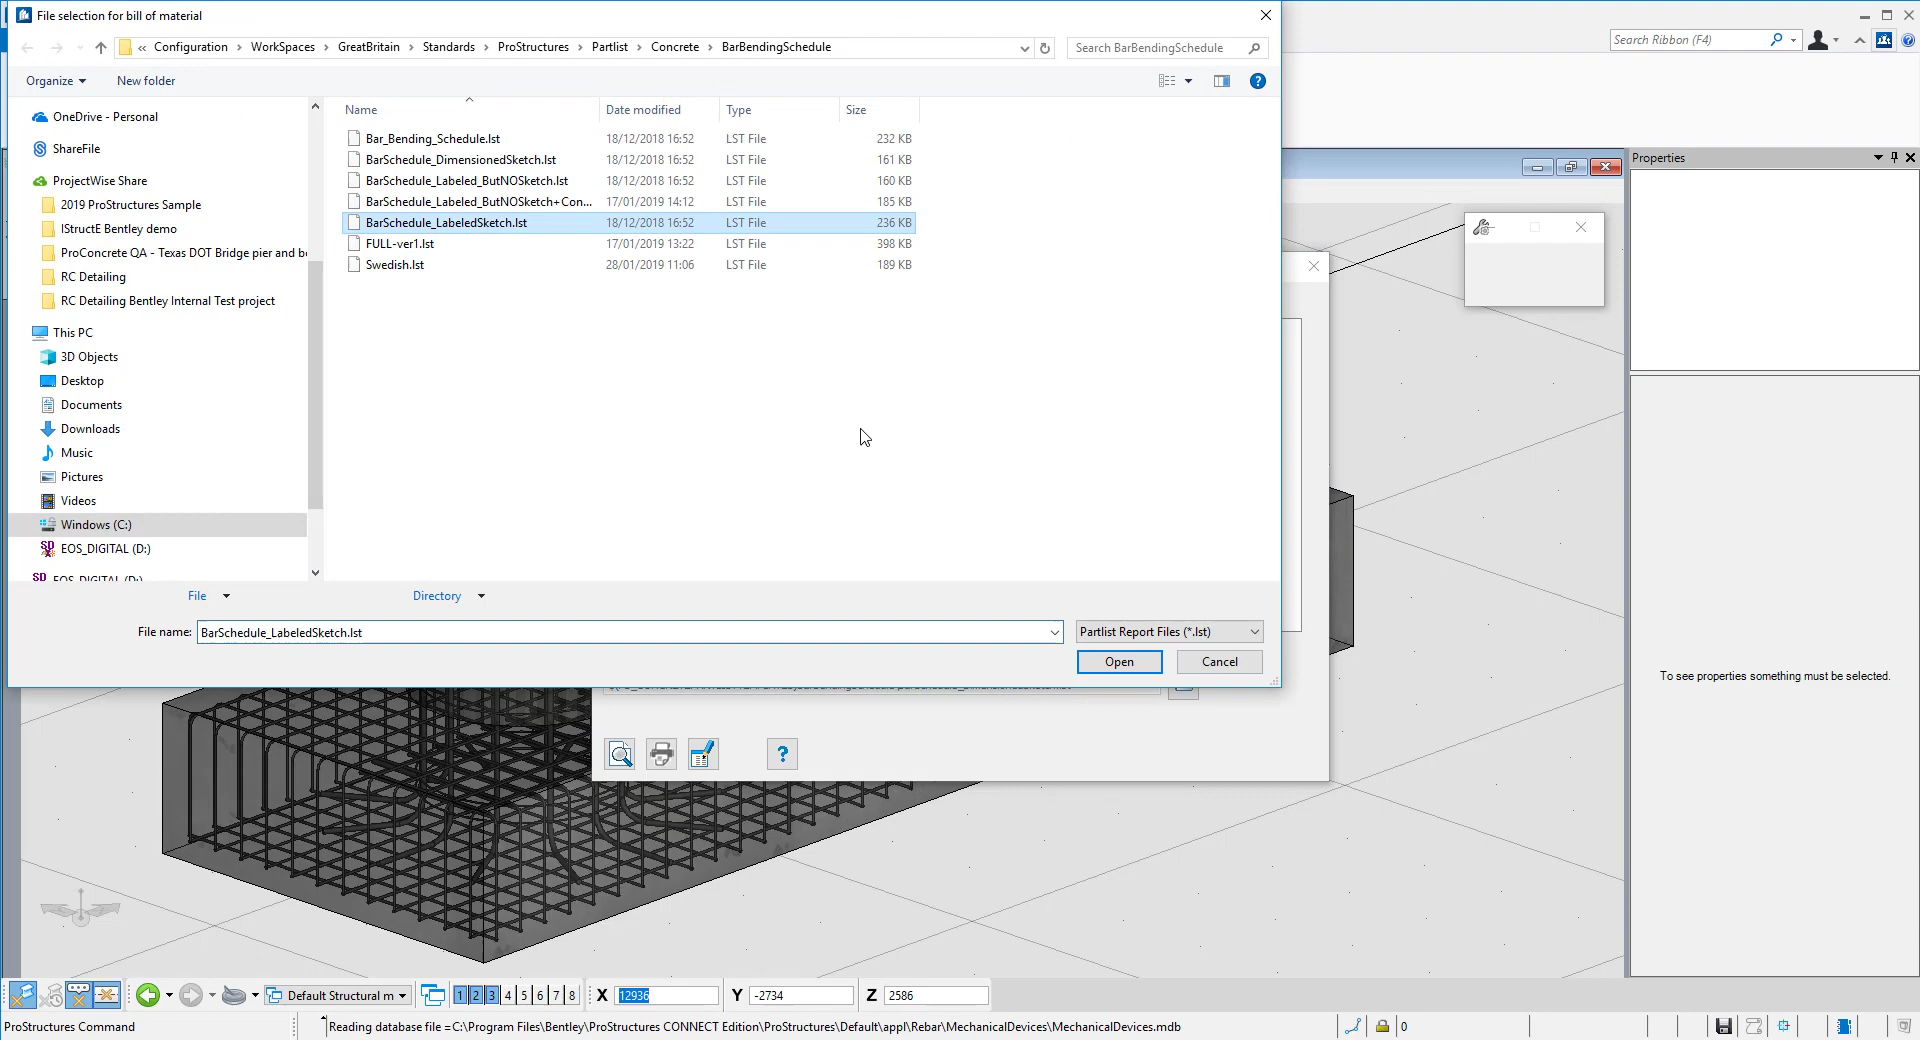 File selection for bill of material
« Configuration > WorkSpaces > GreatBritain > Standards > ProStructures > Partlist > Concrete > BarBendingSchedule
Search BarBendingSchedule
Search Ribbon (F4)
Organize
New folder
Name
Date modified
Type
Size
OneDrive - Personal
ShareFile
ProjectWise Share
2019 ProStructures Sample
IStructE Bentley demo
ProConcrete QA - Texas DOT Bridge pier and b
RC Detailing
RC Detailing Bentley Internal Test project
This PC
3D Objects
Desktop
Documents
Downloads
Music
Pictures
Videos
Windows (C:)
EOS_DIGITAL (D:)
EOS_DIGITAL (D:)
Bar_Bending_Schedule.lst 18/12/2018 16:52 LST File 232 KB
BarSchedule_DimensionedSketch.lst 18/12/2018 16:52 LST File 161 KB
BarSchedule_Labeled_ButNOSketch.lst 18/12/2018 16:52 LST File 160 KB
BarSchedule_Labeled_ButNOSketch+Con... 17/01/2019 14:12 LST File 185 KB
BarSchedule_LabeledSketch.lst 18/12/2018 16:52 LST File 236 KB
FULL-ver1.lst 17/01/2019 13:22 LST File 398 KB
Swedish.lst 28/01/2019 11:06 LST File 189 KB
File
Directory
File name: BarSchedule_LabeledSketch.lst
Partlist Report Files (*.lst)
Open
Cancel
Properties
To see properties something must be selected.
Default Structural m
1 2 3 4 5 6 7 8
X 12936
Y -2734
Z 2586
ProStructures Command
Reading database file =C:\Program Files\Bentley\ProStructures CONNECT Edition\ProStructures\Default\appl\Rebar\MechanicalDevices\MechanicalDevices.mdb
0